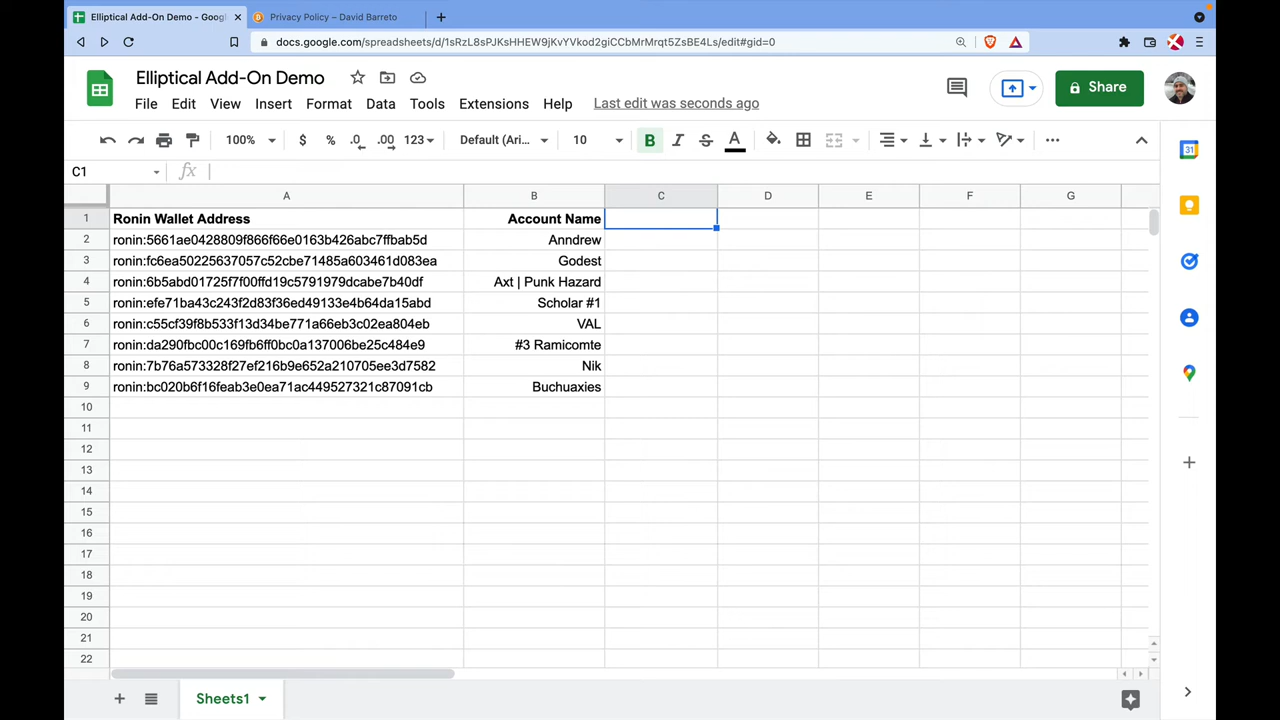 Elliptical Add-On Demo - Googl
Privacy Policy – David Barreto
docs.google.com/spreadsheets/d/1sRzL8sPJKsHHEW9jKvYVkod2giCCbMrMrqt5ZsBE4Ls/edit#gid=0
Elliptical Add-On Demo
File Edit View Insert Format Data Tools Extensions Help Last edit was seconds ago
Share
100% $ % .0 .00 123 Default (Ari... 10 B I S A
C1 fx
A B C D E F G
1 Ronin Wallet Address Account Name
2 ronin:5661ae0428809f866f66e0163b426abc7ffbab5d Anndrew
3 ronin:fc6ea50225637057c52cbe71485a603461d083ea Godest
4 ronin:6b5abd01725f7f00ffd19c5791979dcabe7b40df Axt | Punk Hazard
5 ronin:efe71ba43c243f2d83f36ed49133e4b64da15abd Scholar #1
6 ronin:c55cf39f8b533f13d34be771a66eb3c02ea804eb VAL
7 ronin:da290fbc00c169fb6ff0bc0a137006be25c484e9 #3 Ramicomte
8 ronin:7b76a573328f27ef216b9e652a210705ee3d7582 Nik
9 ronin:bc020b6f16feab3e0ea71ac449527321c87091cb Buchuaxies
10
11
12
13
14
15
16
17
18
19
20
21
22
Sheets1
31